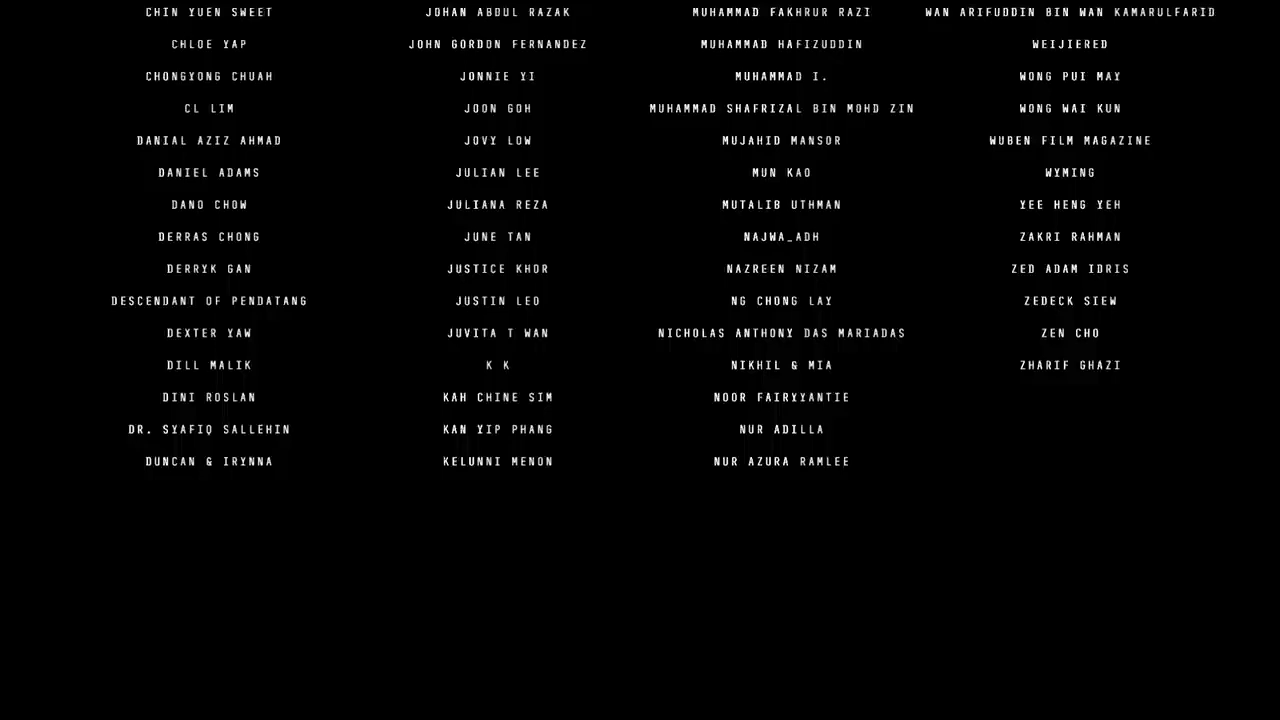 CHIN YUEN SWEET
CHLOE YAP
CHONGYONG CHUAH
CL LIM
DANIAL AZIZ AHMAD
DANIEL ADAMS
DANO CHOW
DERRAS CHONG
DERRYK GAN
DESCENDANT OF PENDATANG
DEXTER YAW
DILL MALIK
DINI ROSLAN
DR. SYAFIQ SALLEHIN
DUNCAN & IRYNNA
JOHAN ABDUL RAZAK
JOHN GORDON FERNANDEZ
JONNIE YI
JOON GOH
JOVY LOW
JULIAN LEE
JULIANA REZA
JUNE TAN
JUSTICE KHOR
JUSTIN LEO
JUVITA T WAN
K K
KAH CHINE SIM
KAN YIP PHANG
KELUNNI MENON
MUHAMMAD FAKHRUR RAZI
MUHAMMAD HAFIZUDDIN
MUHAMMAD I.
MUHAMMAD SHAFRIZAL BIN MOHD ZIN
MUJAHID MANSOR
MUN KAO
MUTALIB UTHMAN
NAJWA_ADH
NAZREEN NIZAM
NG CHONG LAY
NICHOLAS ANTHONY DAS MARIADAS
NIKHIL & MIA
NOOR FAIRYYANTIE
NUR ADILLA
NUR AZURA RAMLEE
WAN ARIFUDDIN BIN WAN KAMARULFARID
WEIJIERED
WONG PUI MAY
WONG WAI KUN
WUBEN FILM MAGAZINE
WYMING
YEE HENG YEH
ZAKRI RAHMAN
ZED ADAM IDRIS
ZEDECK SIEW
ZEN CHO
ZHARIF GHAZI